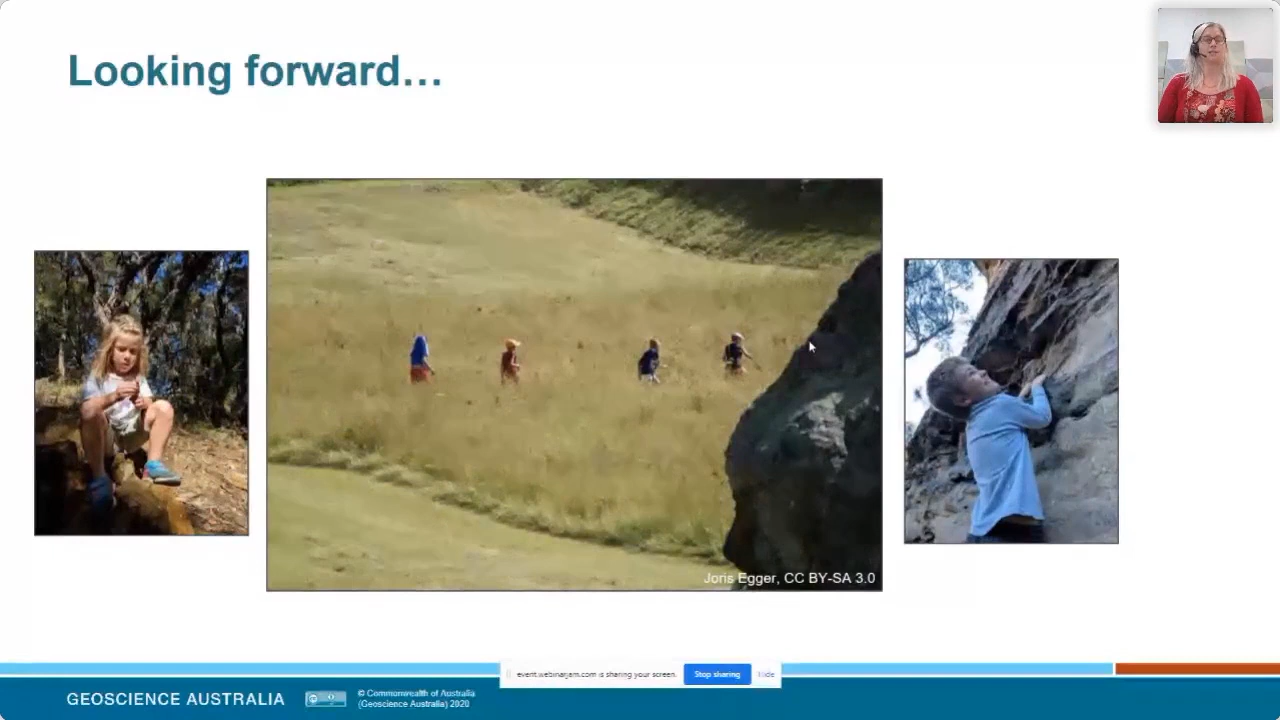 Looking forward...
Joris Egger, CC BY-SA 3.0
event.webinarjam.com is sharing your screen.
Stop sharing
Hide
GEOSCIENCE AUSTRALIA
© Commonwealth of Australia
(Geoscience Australia) 2020